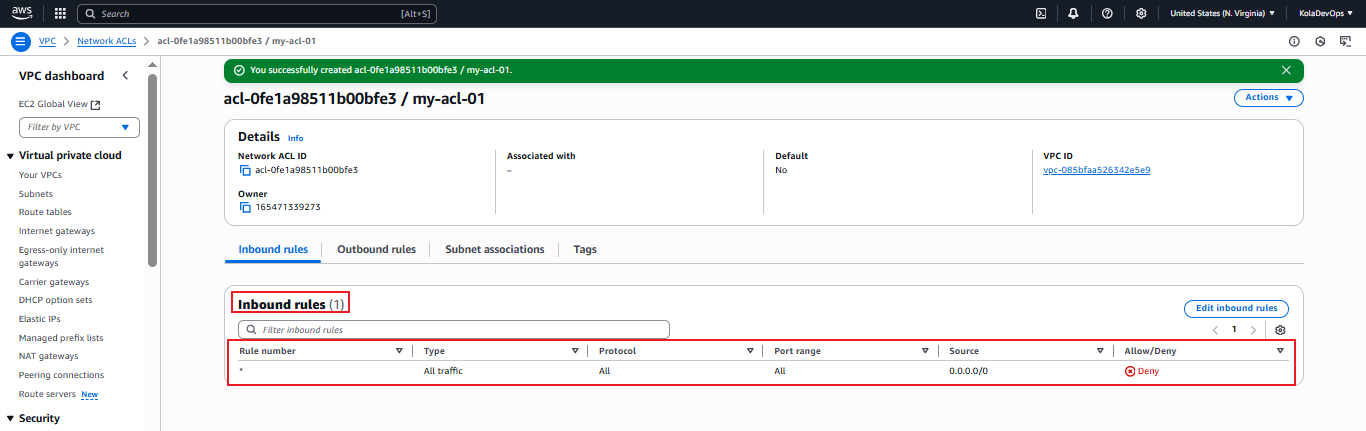 aws
Search [Alt+S] United States (N. Virginia) KolaDevOps
VPC Network ACLs acl-0fe1a98511b00bfe3 / my-acl-01
VPC dashboard
EC2 Global View
Filter by VPC
Virtual private cloud
Your VPCs
Subnets
Route tables
Internet gateways
Egress-only internet
gateways
Carrier gateways
DHCP option sets
Elastic IPs
Managed prefix lists
NAT gateways
Peering connections
Route servers New
Security
You successfully created acl-0fe1a98511b00bfe3 / my-acl-01.
acl-0fe1a98511b00bfe3 / my-acl-01
Actions
Details Info
Network ACL ID
acl-0fe1a98511b00bfe3
Associated with
–
Default
No
VPC ID
vpc-085bfaa526342e5e9
Owner
165471339273
Inbound rules Outbound rules Subnet associations Tags
Inbound rules (1)
Edit inbound rules
Filter inbound rules
1
Rule number Type Protocol Port range Source Allow/Deny
* All traffic All All 0.0.0.0/0 Deny